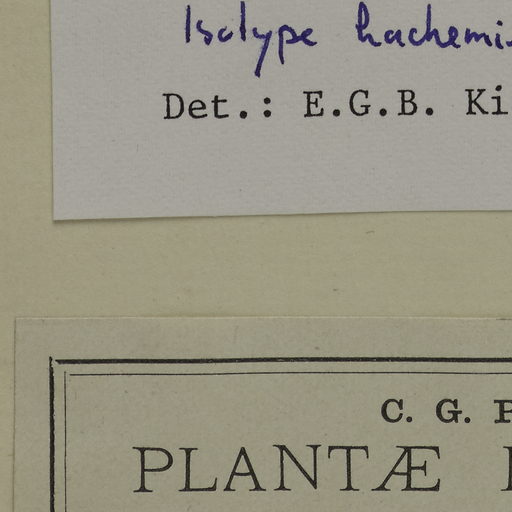 Isotype
Det.: E.G.B.
C. G.
PLANTÆ